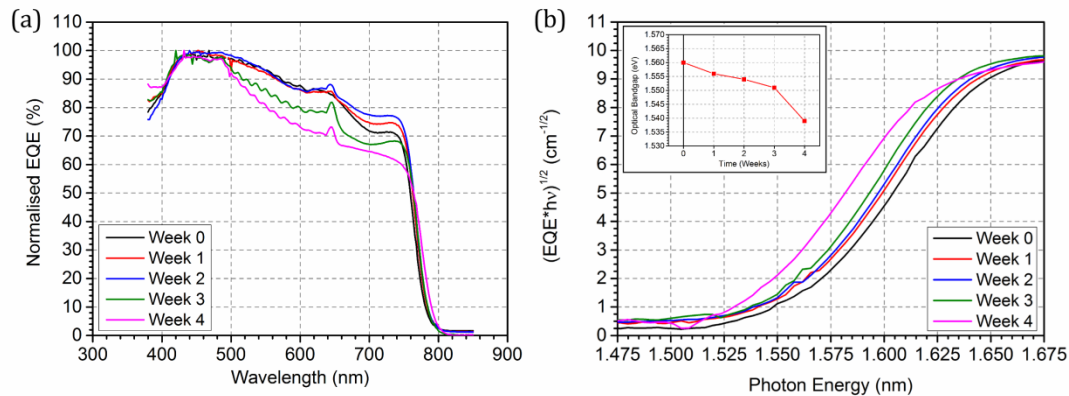 (a)
Normalised EQE (%)
110
100
90
80
70
60
50
40
30
20
10
0
Week 0
Week 1
Week 2
Week 3
Week 4
300 400 500 600 700 800 900
Wavelength (nm)
(b)
(EQE*hν)^1/2 (cm^-1/2)
11
10
9
8
7
6
5
4
3
2
1
0
Optical Bandgap (eV)
1.570
1.565
1.560
1.555
1.550
1.545
1.540
1.535
1.530
0 1 2 3 4
Time (Weeks)
Week 0
Week 1
Week 2
Week 3
Week 4
1.475 1.505 1.525 1.550 1.575 1.600 1.625 1.650 1.675
Photon Energy (nm)